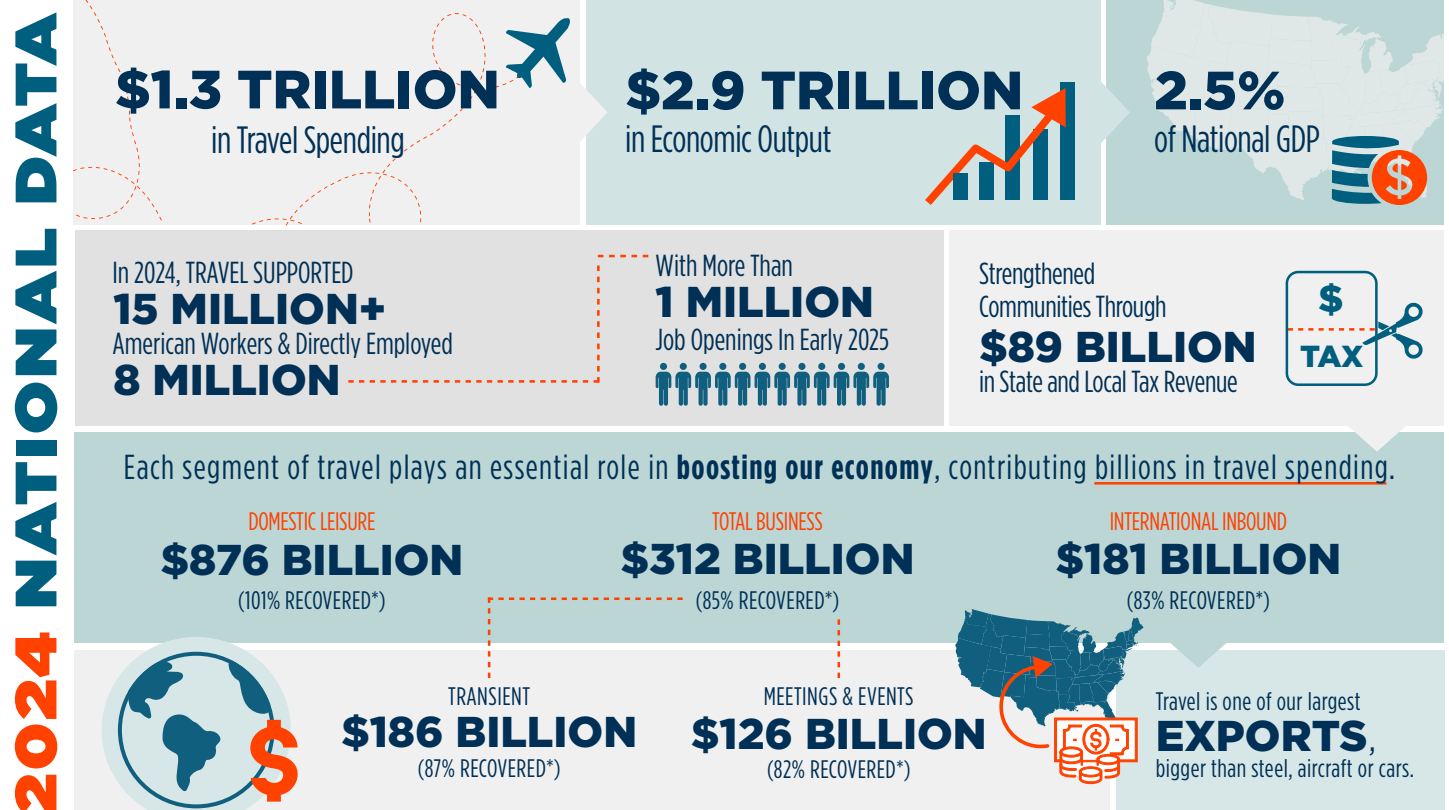 2024 NATIONAL DATA
$1.3 TRILLION
in Travel Spending
$2.9 TRILLION
in Economic Output
2.5%
of National GDP
$
In 2024, TRAVEL SUPPORTED
15 MILLION+
American Workers & Directly Employed
8 MILLION
With More Than
1 MILLION
Job Openings In Early 2025
Strengthened
Communities Through
$89 BILLION
in State and Local Tax Revenue
$
TAX
Each segment of travel plays an essential role in boosting our economy, contributing billions in travel spending.
DOMESTIC LEISURE
$876 BILLION
(101% RECOVERED*)
TOTAL BUSINESS
$312 BILLION
(85% RECOVERED*)
INTERNATIONAL INBOUND
$181 BILLION
(83% RECOVERED*)
$
TRANSIENT
$186 BILLION
(87% RECOVERED*)
MEETINGS & EVENTS
$126 BILLION
(82% RECOVERED*)
$
Travel is one of our largest
EXPORTS,
bigger than steel, aircraft or cars.